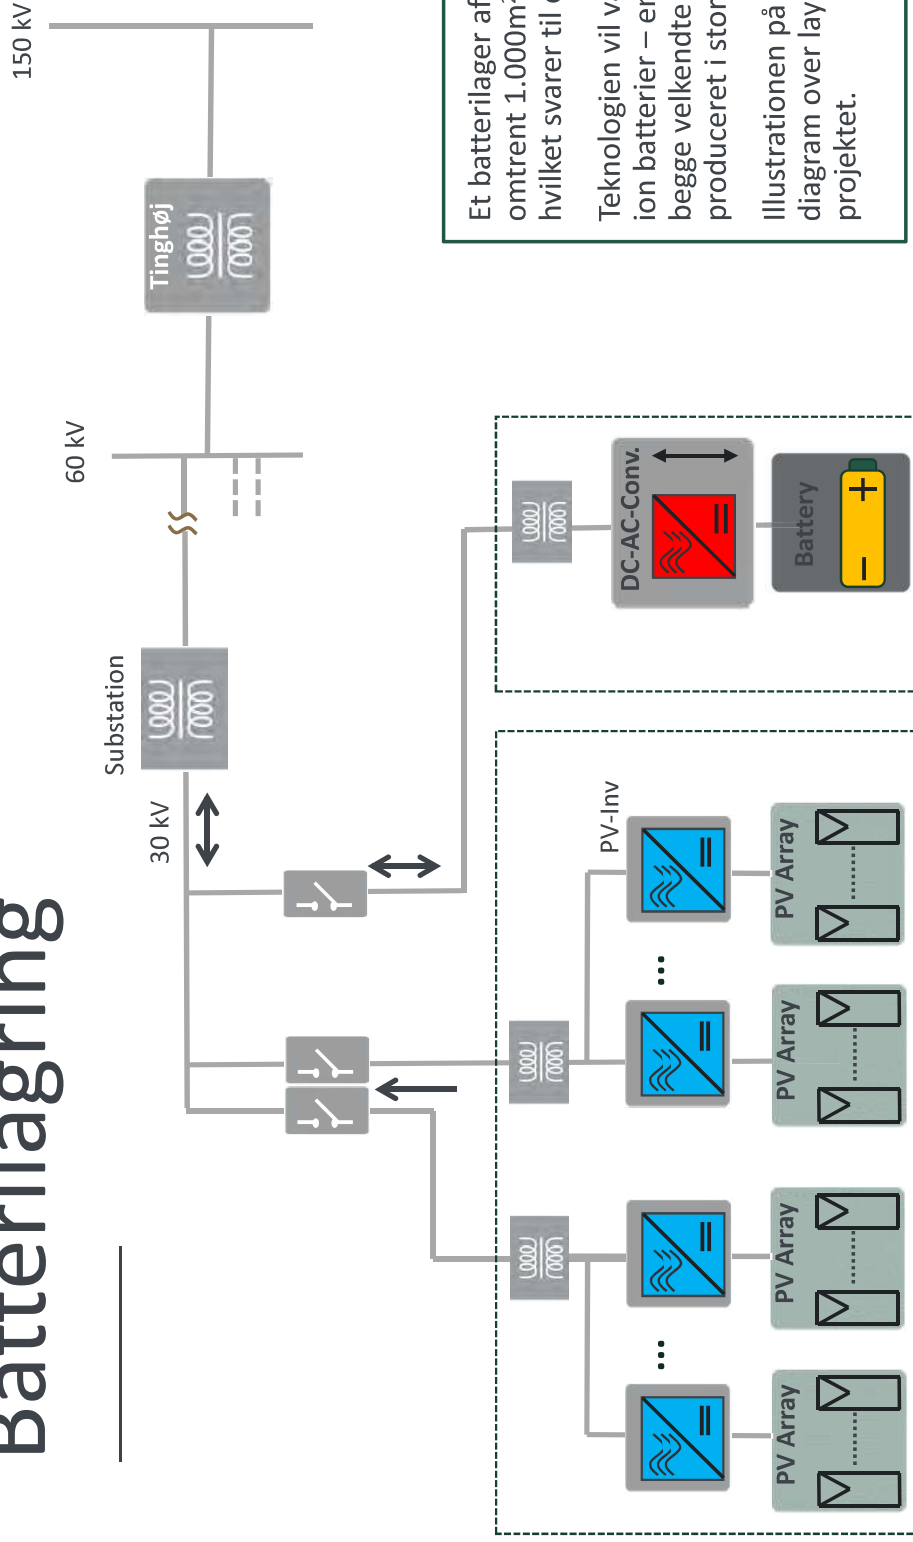 Batterilagring
150 kV
Tinghøj
60 kV
Substation
30 kV
PV-Inv
DC-AC-Conv.
Battery
PV Array
PV Array
PV Array
PV Array
Et batterilager af
omtrent 1.000m²
hvilket svarer til
Teknologien vil
ion batterier – en
begge velkendte
produceret i stor
Illustrationen på
diagram over lay
projektet.